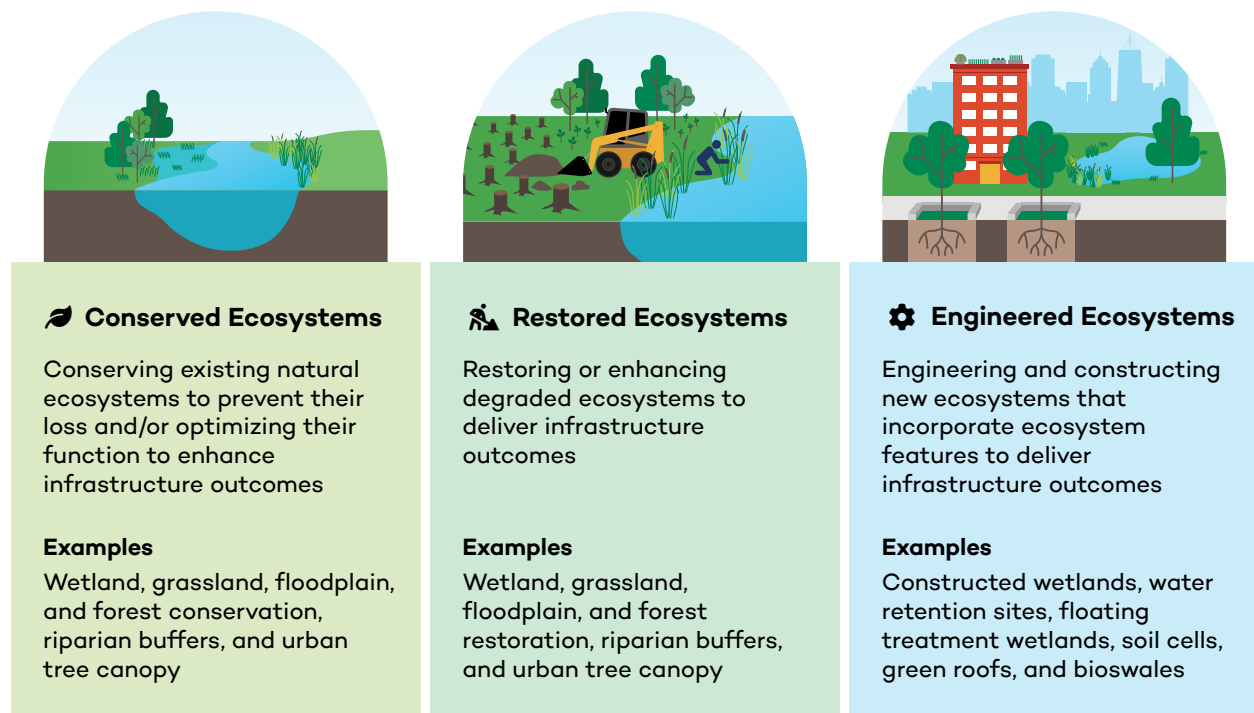 Conserved Ecosystems
Conserving existing natural
ecosystems to prevent their
loss and/or optimizing their
function to enhance
infrastructure outcomes
Examples
Wetland, grassland, floodplain,
and forest conservation,
riparian buffers, and urban
tree canopy
Restored Ecosystems
Restoring or enhancing
degraded ecosystems to
deliver infrastructure
outcomes
Examples
Wetland, grassland,
floodplain, and forest
restoration, riparian buffers,
and urban tree canopy
Engineered Ecosystems
Engineering and constructing
new ecosystems that
incorporate ecosystem
features to deliver
infrastructure outcomes
Examples
Constructed wetlands, water
retention sites, floating
treatment wetlands, soil cells,
green roofs, and bioswales